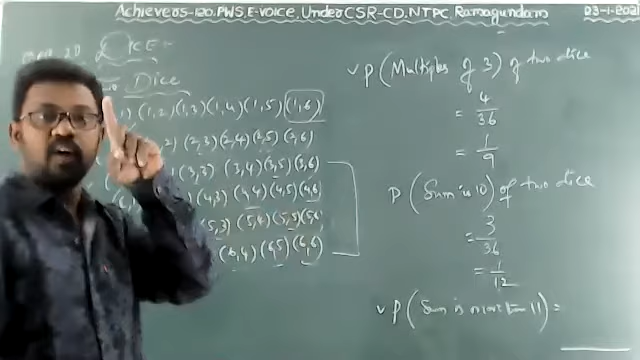 Achievers-120, PWS, E-Voice, Under CSR-CD, NTPC, Ramagundam 23-1-202
DICE:-
Dice
) (1,2) (1,3) (1,4) (1,5) (1,6)
2) (2,3) (2,4) (2,5) (2,6)
(3,3) (3,4) (3,5) (3,6)
(4,3) (4,4) (4,5) (4,6)
5,3) (5,4) (5,5) (5,6)
6,4) (6,5) (6,6)
✓ P (Multiples of 3) of two dice
= 4/36
= 1/9
P (Sum is 10) of two dice
= 3/36
= 1/12
✓ P (Sum is more than 11) =